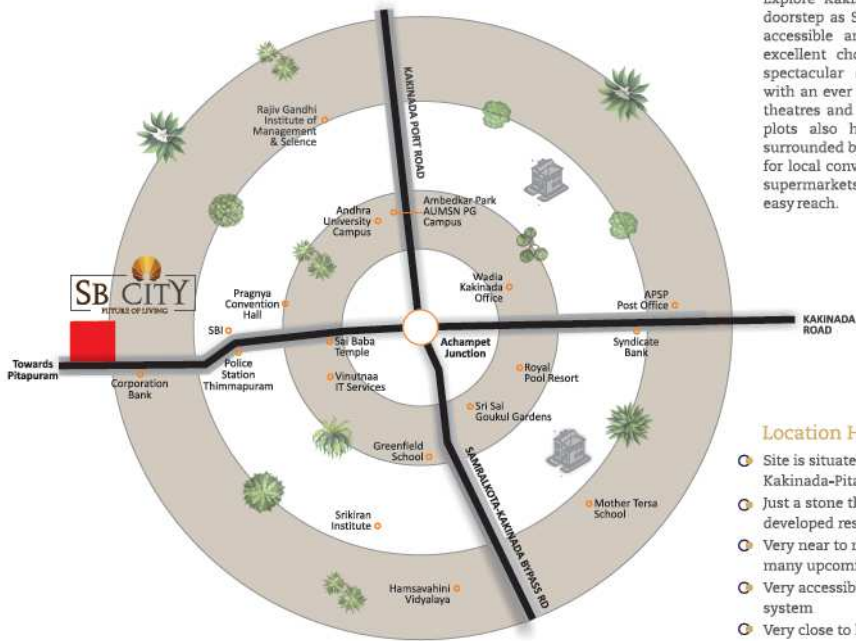 Explore Kakin
doorstep as S
accessible an
excellent cho
spectacular
with an ever
theatres and
plots also h
surrounded b
for local conv
supermarkets
easy reach.
KAKINADA PORT ROAD
Rajiv Gandhi
Institute of
Management
& Science
Ambedkar Park
AUMSN PG
Campus
Andhra
University
Campus
Wadia
Kakinada
Office
Pragnya
Convention
Hall
APSP
Post Office
SB CITY
FUTURE OF LIVING
SBI
KAKINADA
ROAD
Sai Baba
Temple
Achampet
Junction
Syndicate
Bank
Towards
Pitapuram
Corporation
Bank
Police
Station
Thimmapuram
Vinutnaa
IT Services
Royal
Pool Resort
Sri Sai
Goukul Gardens
Greenfield
School
SAMRALKOTA-KAKINADA BYPASS RD
Mother Tersa
School
Srikiran
Institute
Hamsavahini
Vidyalaya
Location H
Site is situate
Kakinada-Pita
Just a stone th
developed res
Very near to r
many upcomi
Very accessib
system
Very close to